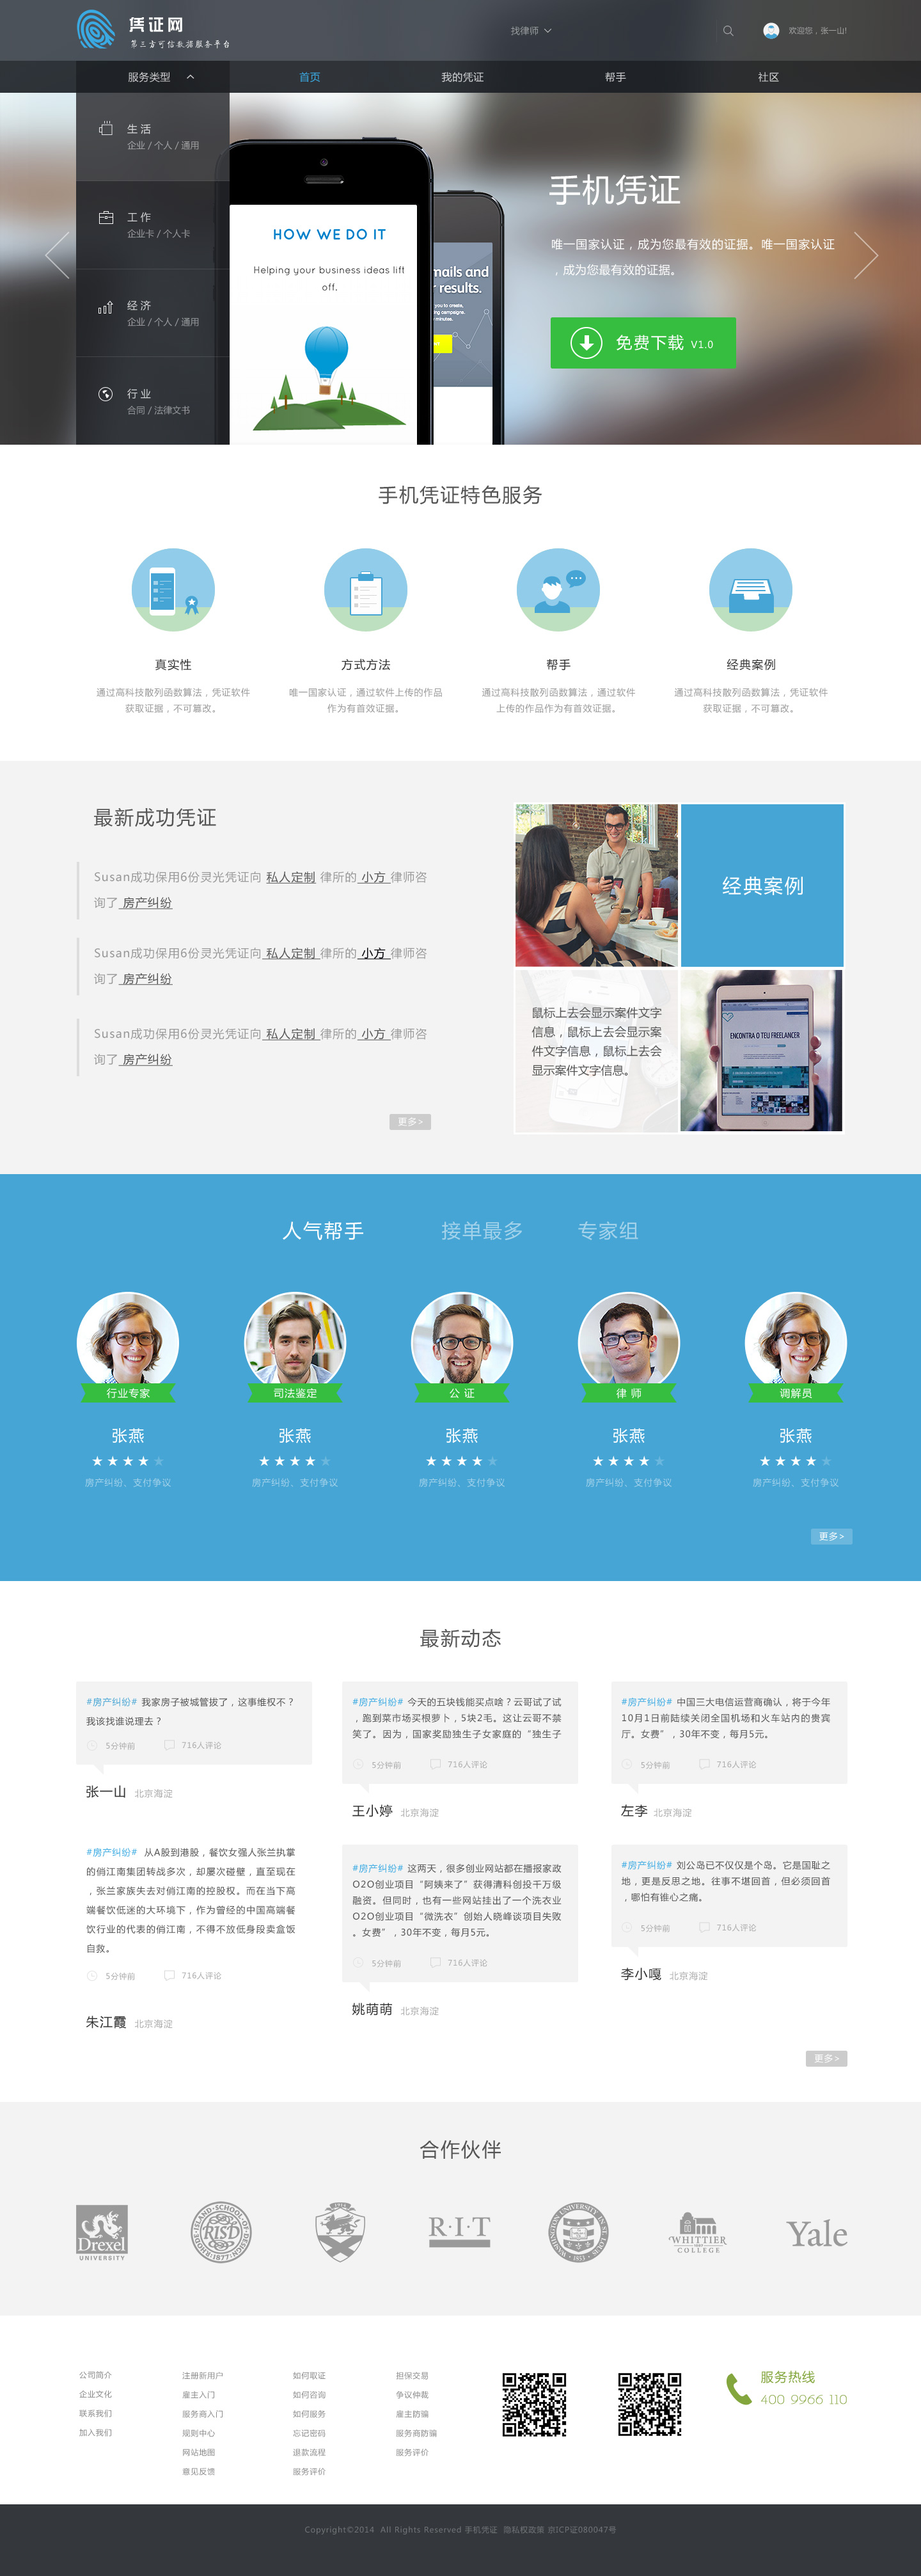 凭证网
第三方可信数据服务平台
找律师
欢迎您，张一山!
服务类型
首页
我的凭证
帮手
社区
生活
企业 / 个人 / 通用
工作
企业卡 / 个人卡
经济
企业 / 个人 / 通用
行业
合同 / 法律文书
HOW WE DO IT
Helping your business ideas lift
off.
mails and
r results.
手机凭证
唯一国家认证，成为您最有效的证据。唯一国家认证
，成为您最有效的证据。
免费下载 V1.0
手机凭证特色服务
真实性
通过高科技散列函数算法，凭证软件
获取证据，不可篡改。
方式方法
唯一国家认证，通过软件上传的作品
作为有首效证据。
帮手
通过高科技散列函数算法，通过软件
上传的作品作为有首效证据。
经典案例
通过高科技散列函数算法，凭证软件
获取证据，不可篡改。
最新成功凭证
Susan成功保用6份灵光凭证向 私人定制 律所的 小方 律师咨
询了 房产纠纷
Susan成功保用6份灵光凭证向 私人定制 律所的 小方 律师咨
询了 房产纠纷
Susan成功保用6份灵光凭证向 私人定制 律所的 小方 律师咨
询了 房产纠纷
更多>
经典案例
鼠标上去会显示案件文字
信息，鼠标上去会显示案
件文字信息，鼠标上去会
显示案件文字信息。
ENCONTRA O TEU FREELANCER
人气帮手
接单最多
专家组
行业专家
司法鉴定
公 证
律 师
调解员
张燕
张燕
张燕
张燕
张燕
房产纠纷、支付争议
房产纠纷、支付争议
房产纠纷、支付争议
房产纠纷、支付争议
房产纠纷、支付争议
更多>
最新动态
#房产纠纷# 我家房子被城管拔了，这事维权不？
我该找谁说理去？
5分钟前 716人评论
张一山 北京海淀
#房产纠纷# 今天的五块钱能买点啥？云哥试了试
，跑到菜市场买根萝卜，5块2毛。这让云哥不禁
笑了。因为，国家奖励独生子女家庭的“独生子
5分钟前 716人评论
王小婷 北京海淀
#房产纠纷# 中国三大电信运营商确认，将于今年
10月1日前陆续关闭全国机场和火车站内的贵宾
厅。女费”，30年不变，每月5元。
5分钟前 716人评论
左李 北京海淀
#房产纠纷# 从A股到港股，餐饮女强人张兰执掌
的俏江南集团转战多次，却屡次碰壁，直至现在
，张兰家族失去对俏江南的控股权。而在当下高
端餐饮低迷的大环境下，作为曾经的中国高端餐
饮行业的代表的俏江南，不得不放低身段卖盒饭
自救。
5分钟前 716人评论
朱江霞 北京海淀
#房产纠纷# 这两天，很多创业网站都在播报家政
O2O创业项目“阿姨来了”获得清科创投千万级
融资。但同时，也有一些网站挂出了一个洗衣业
O2O创业项目“微洗衣”创始人晓峰谈项目失败
。女费”，30年不变，每月5元。
5分钟前 716人评论
姚萌萌 北京海淀
#房产纠纷# 刘公岛已不仅仅是个岛。它是国耻之
地，更是反思之地。往事不堪回首，但必须回首
，哪怕有锥心之痛。
5分钟前 716人评论
李小嘎 北京海淀
更多>
合作伙伴
Drexel
UNIVERSITY
RISD
R·I·T
WHITTIER
COLLEGE
Yale
公司简介
企业文化
联系我们
加入我们
注册新用户
雇主入门
服务商入门
规则中心
网站地图
意见反馈
如何取证
如何咨询
如何服务
忘记密码
退款流程
服务评价
担保交易
争议仲裁
雇主防骗
服务商防骗
服务评价
服务热线
400 9966 110
Copyright©2014 All Rights Reserved 手机凭证 隐私权政策 京ICP证080047号